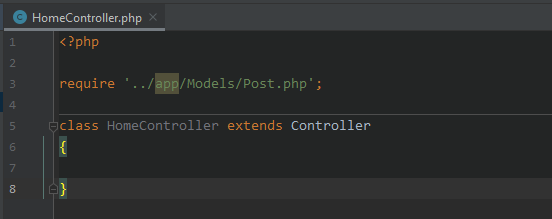 HomeController.php
1 <?php
2
3 require '../app/Models/Post.php';
4
5 class HomeController extends Controller
6 {
7
8 }